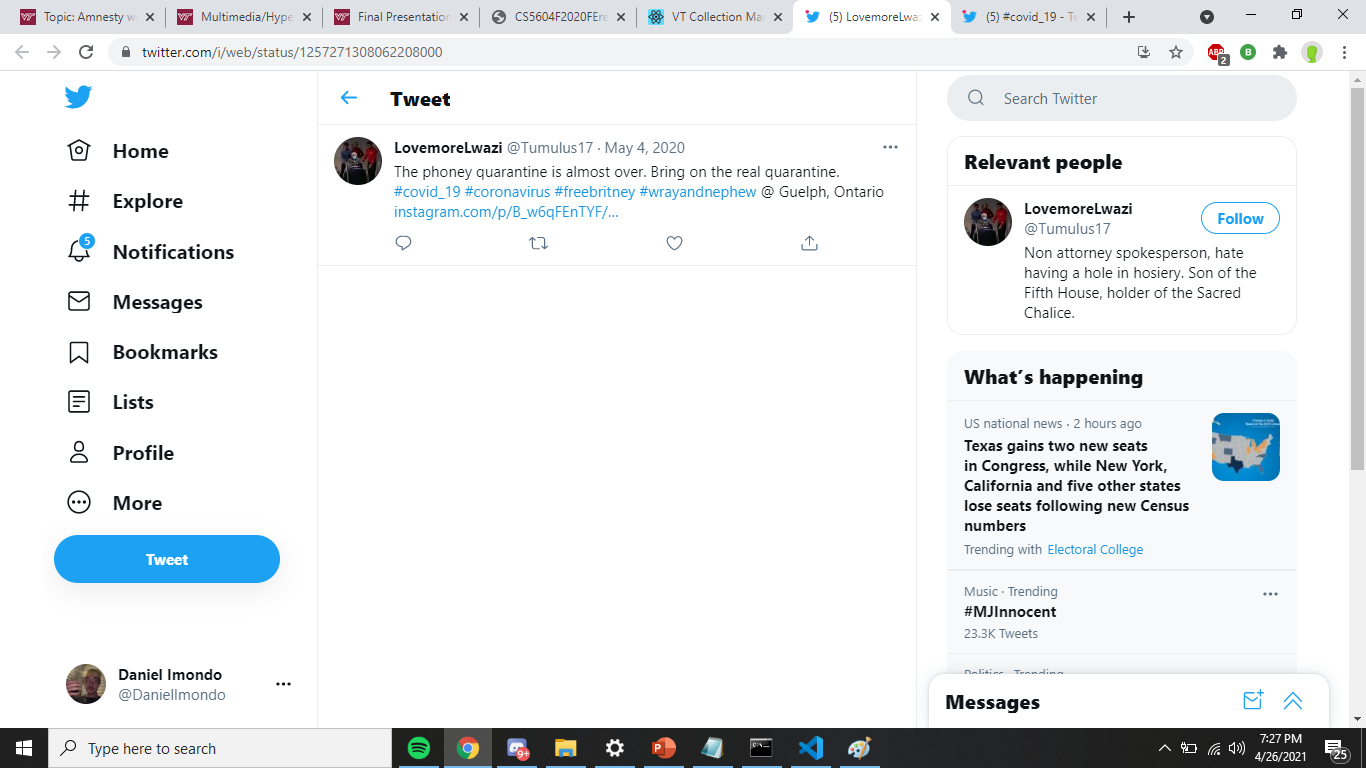 Topic: Amnesty w
Multimedia/Hype
Final Presentation
CS5604F2020FEre
VT Collection Ma
(5) LovemoreLwaz
(5) #covid_19 - Tw
twitter.com/i/web/status/1257271308062208000
ABP
2
B
Home
Explore
5
Notifications
Messages
Bookmarks
Lists
Profile
More
Tweet
Daniel Imondo
@DanielImondo
Tweet
LovemoreLwazi @Tumulus17 · May 4, 2020
The phoney quarantine is almost over. Bring on the real quarantine.
#covid_19 #coronavirus #freebritney #wrayandnephew @ Guelph, Ontario
instagram.com/p/B_w6qFEnTYF/…
Search Twitter
Relevant people
LovemoreLwazi
@Tumulus17
Follow
Non attorney spokesperson, hate
having a hole in hosiery. Son of the
Fifth House, holder of the Sacred
Chalice.
What's happening
US national news · 2 hours ago
Texas gains two new seats
in Congress, while New York,
California and five other states
lose seats following new Census
numbers
Trending with Electoral College
Music · Trending
#MJInnocent
23.3K Tweets
Politics · Trending
Messages
Type here to search
9+
7:27 PM
4/26/2021
25